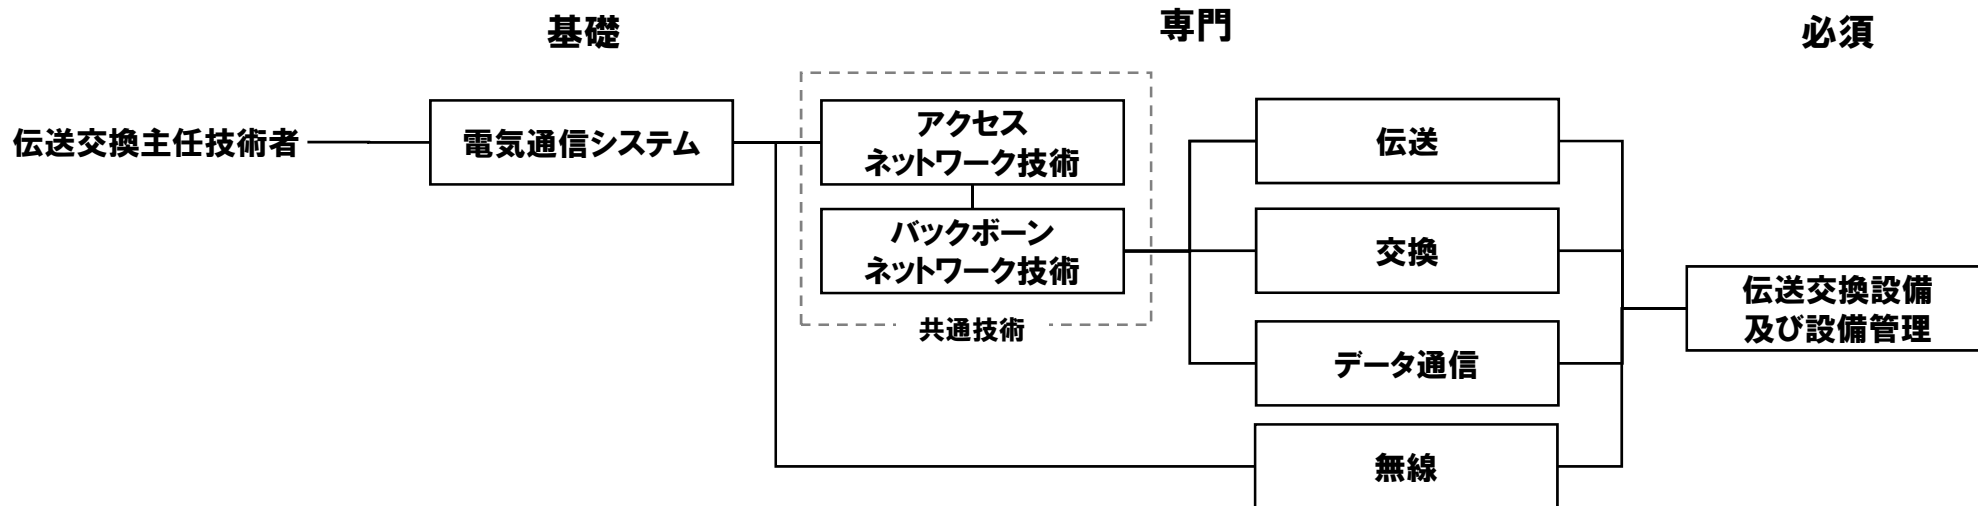 基礎
専門
必須
伝送交換主任技術者
電気通信システム
アクセス
ネットワーク技術
バックボーン
ネットワーク技術
共通技術
伝送
交換
データ通信
無線
伝送交換設備
及び設備管理